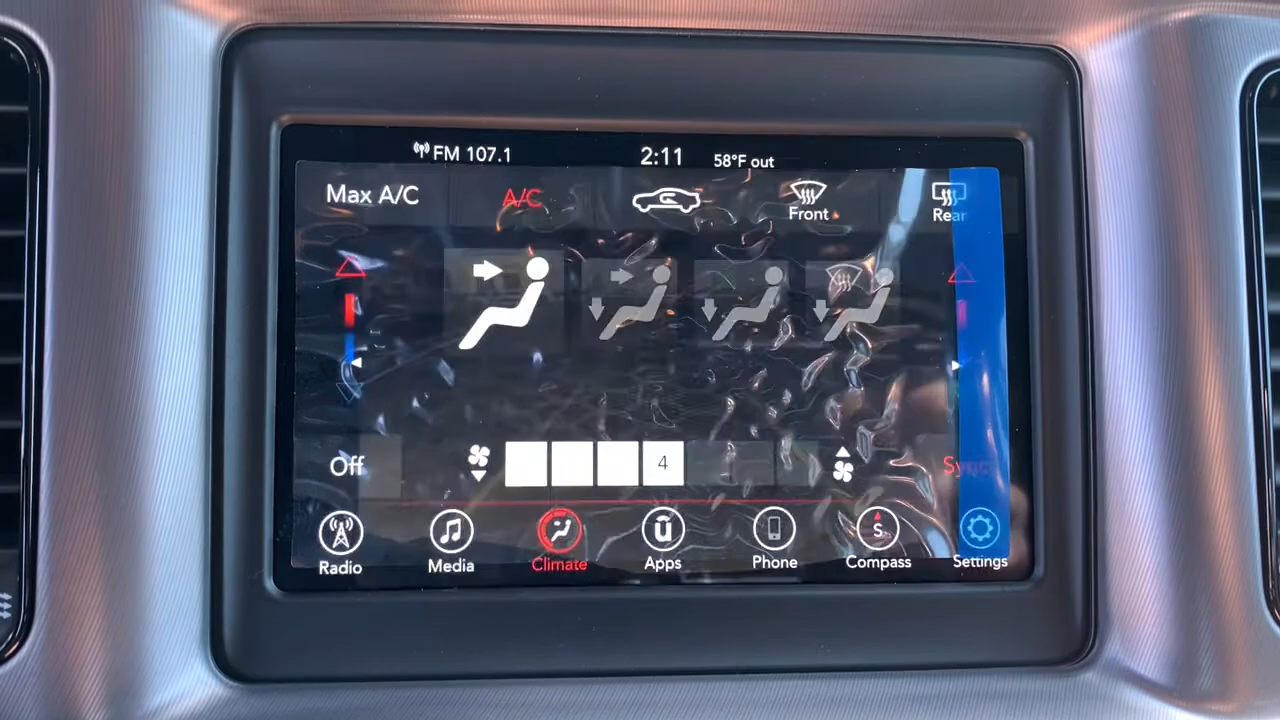 FM 107.1 2:11 58°F out
Max A/C A/C Front Rear
Off 4 Sync
Radio Media Climate Apps Phone S Compass Settings